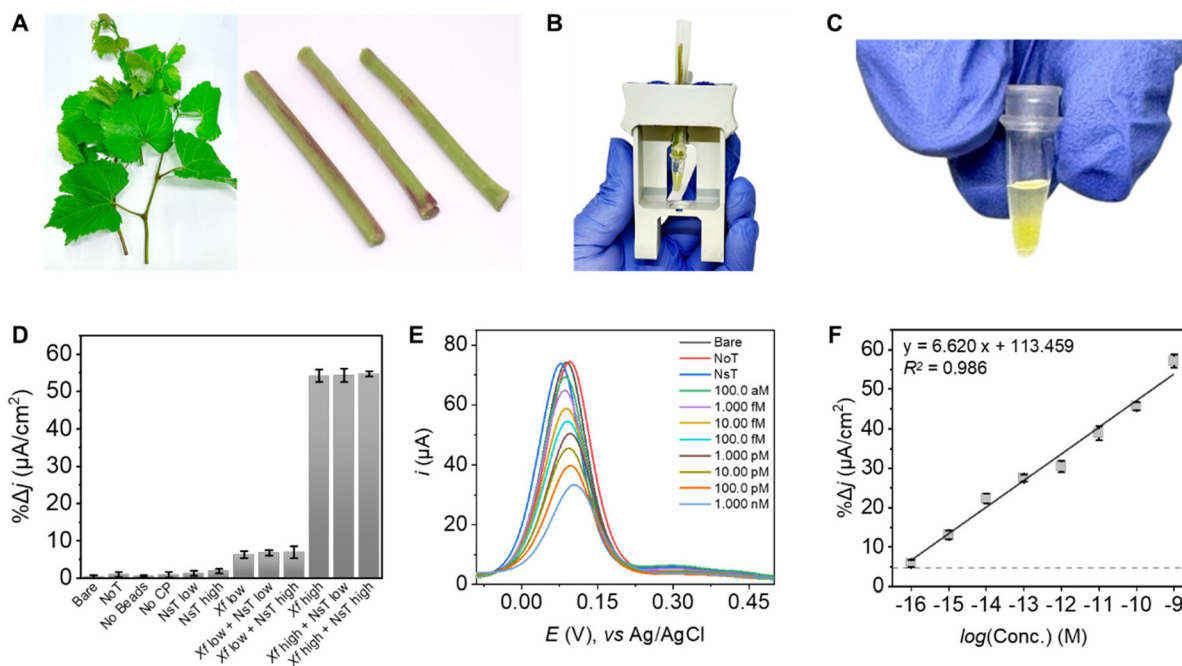 A
B
C
D
%Δj (μA/cm²)
60
50
40
30
20
10
0
Bare
NoT
No Beads
No CP
NsT low
NsT high
Xf low
Xf low + NsT low
Xf low + NsT high
Xf high
Xf high + NsT low
Xf high + NsT high
E
i (μA)
80
60
40
20
0
0.00
0.15
0.30
0.45
E (V), vs Ag/AgCl
Bare
NoT
NsT
100.0 aM
1.000 fM
10.00 fM
100.0 fM
1.000 pM
10.00 pM
100.0 pM
1.000 nM
F
y = 6.620 x + 113.459
R² = 0.986
%Δj (μA/cm²)
60
50
40
30
20
10
0
-16
-15
-14
-13
-12
-11
-10
-9
log(Conc.) (M)